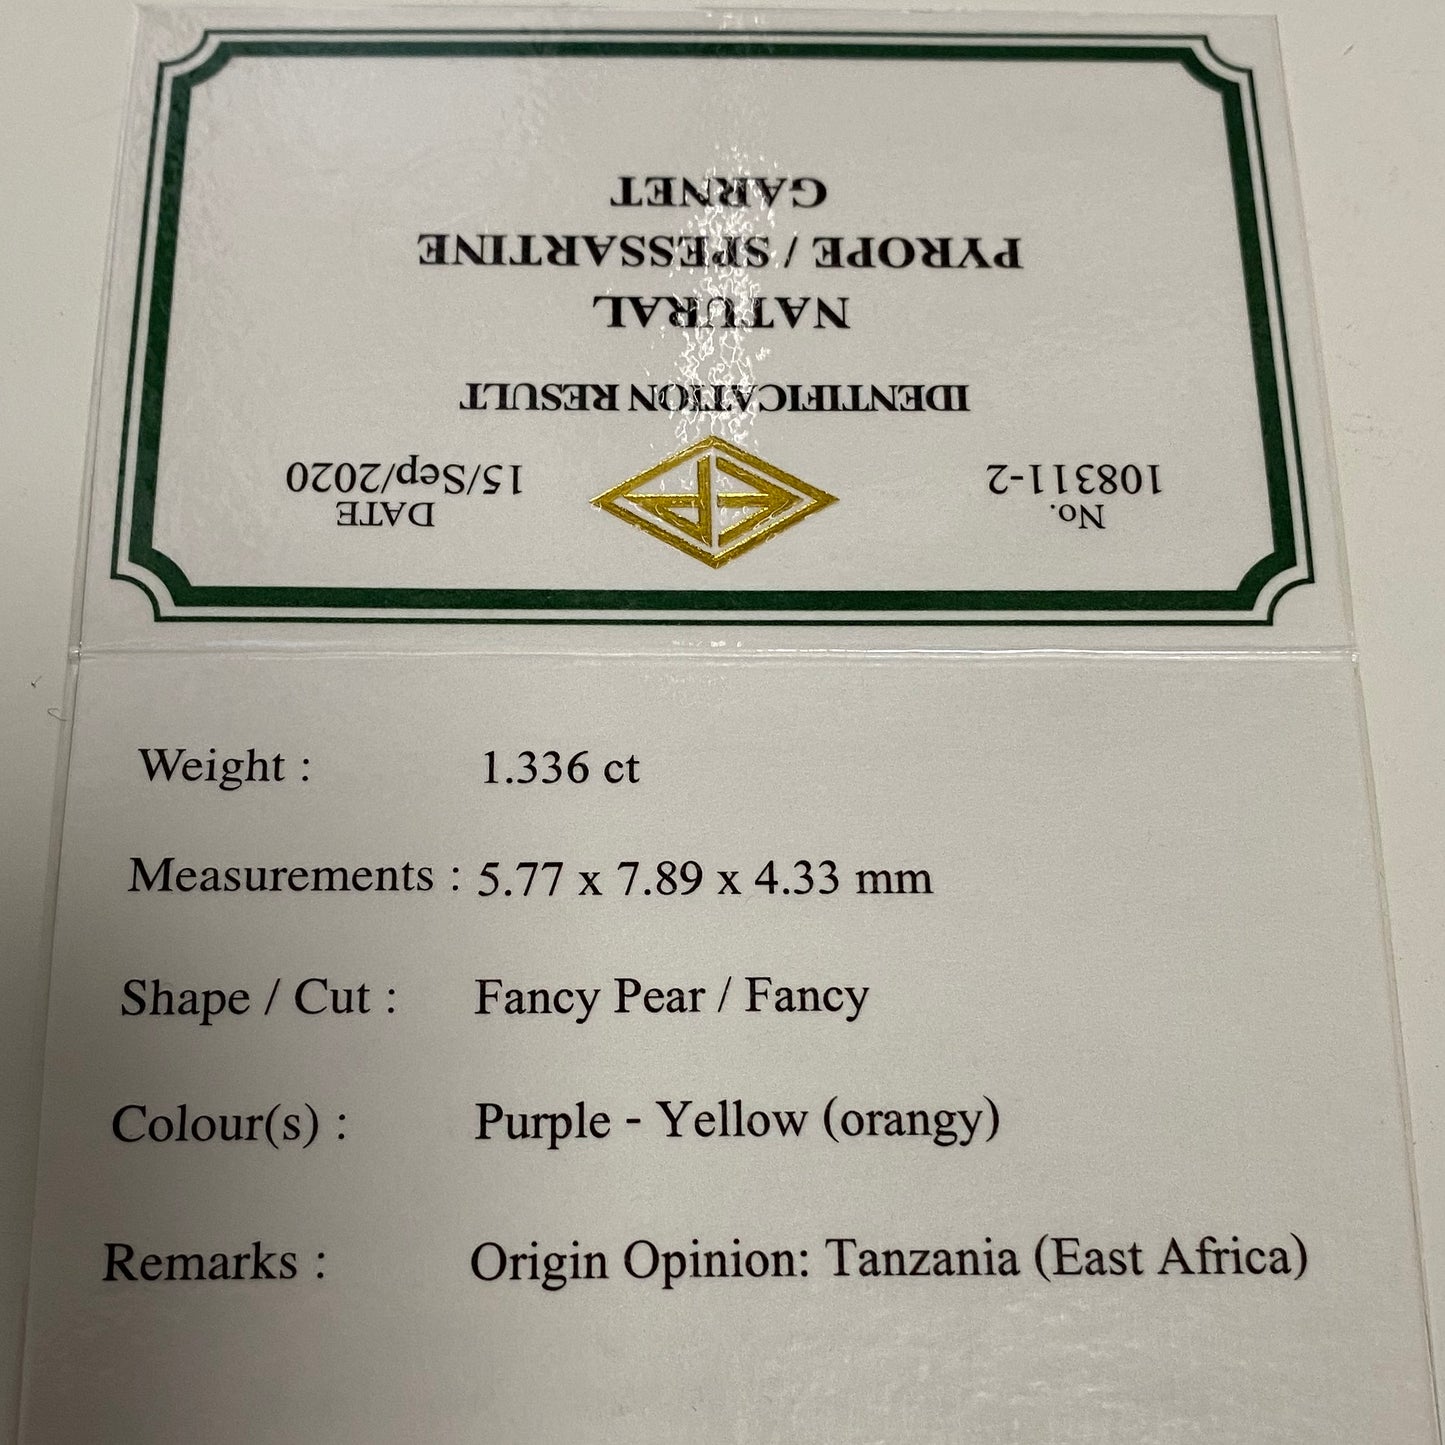 No.
108311-2
DATE
15/Sep/2020
IDENTIFICATION RESULT
NATURAL
PYROPE / SPESSARTINE
GARNET
Weight : 1.336 ct
Measurements : 5.77 x 7.89 x 4.33 mm
Shape / Cut : Fancy Pear / Fancy
Colour(s) : Purple - Yellow (orangy)
Remarks : Origin Opinion: Tanzania (East Africa)